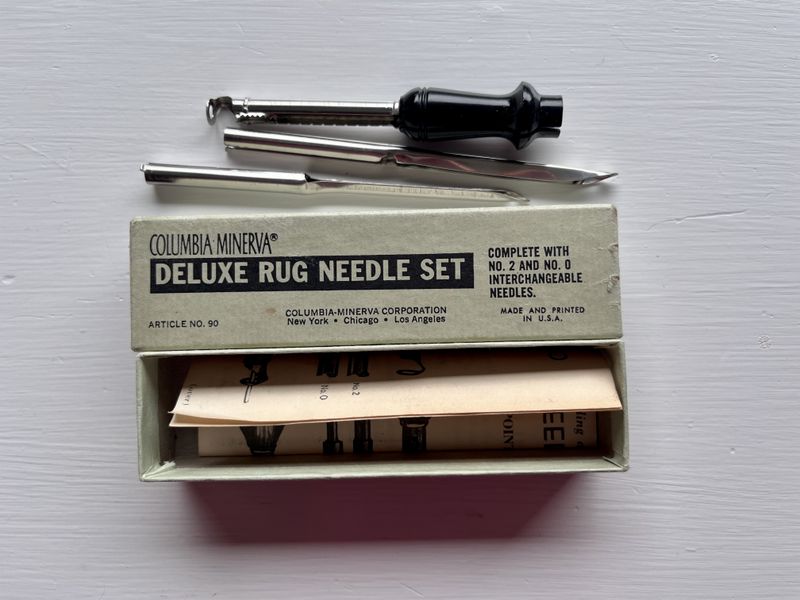 COLUMBIA·MINERVA®
DELUXE RUG NEEDLE SET
COMPLETE WITH
NO. 2 AND NO. 0
INTERCHANGEABLE
NEEDLES.
ARTICLE NO. 90
COLUMBIA-MINERVA CORPORATION
New York • Chicago • Los Angeles
MADE AND PRINTED
IN U.S.A.
No. 0
No. 2
POINT